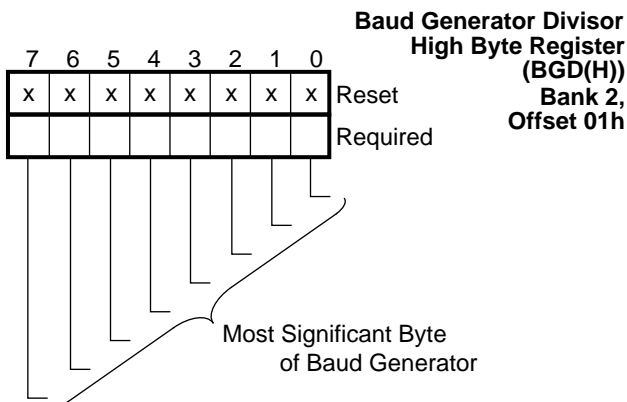 Baud Generator Divisor
High Byte Register
(BGD(H))
Bank 2,
Offset 01h
7 6 5 4 3 2 1 0
x x x x x x x x Reset
Required
Most Significant Byte
of Baud Generator